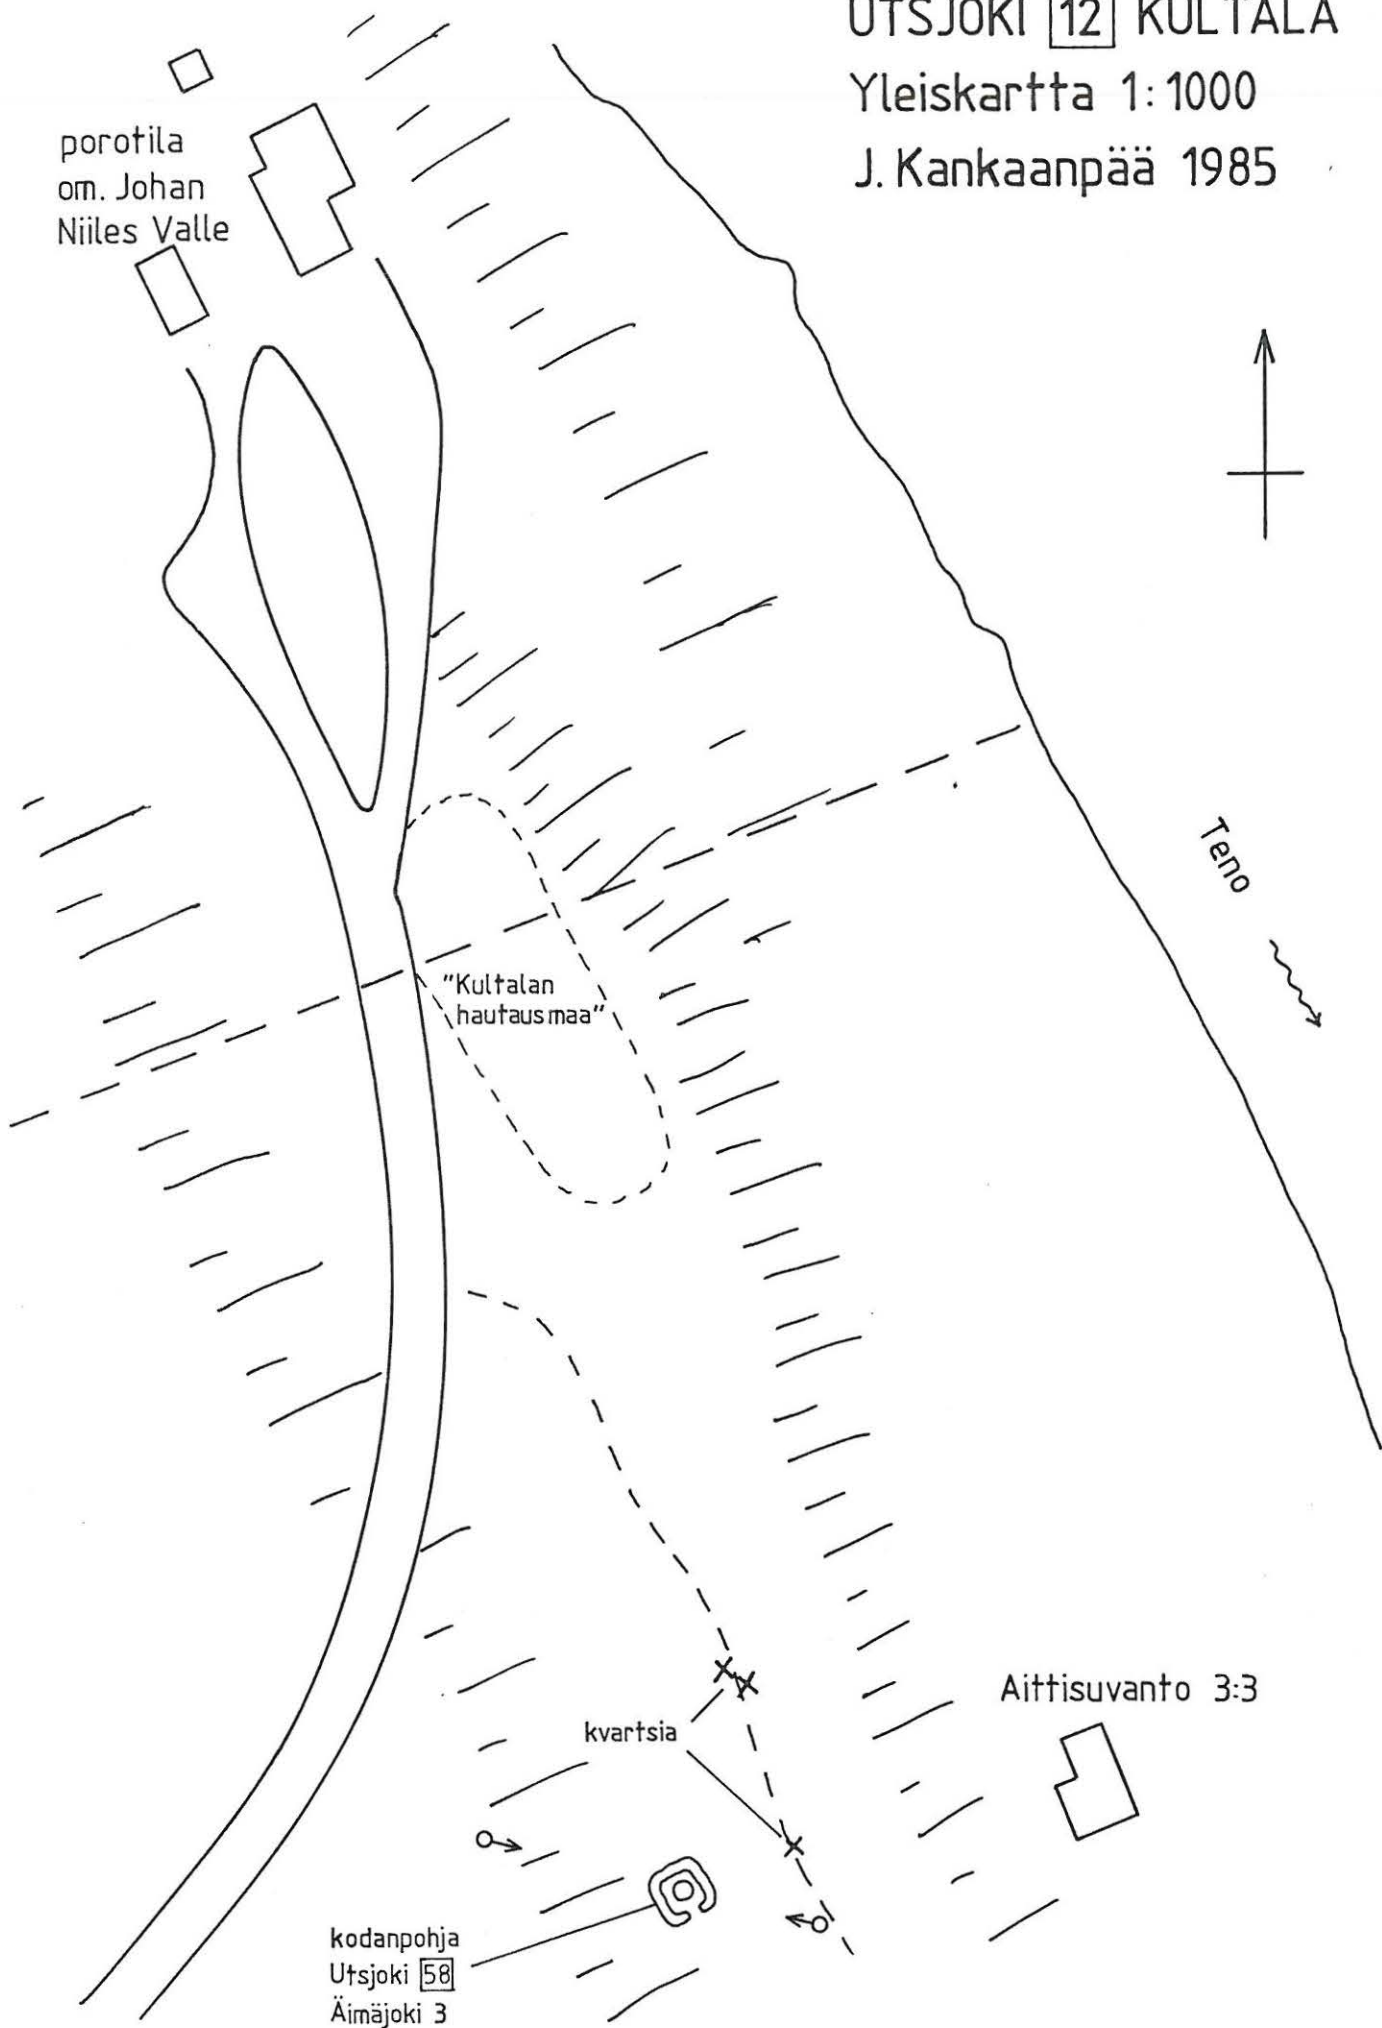 UTSJOKI 12 KULTALA
Yleiskartta 1:1000
J. Kankaanpää 1985
porotila
om. Johan
Niiles Valle
Teno
"Kultalan
hautausmaa"
Aittisuvanto 3:3
kvartsia
kodanpohja
Utsjoki 58
Äimäjoki 3